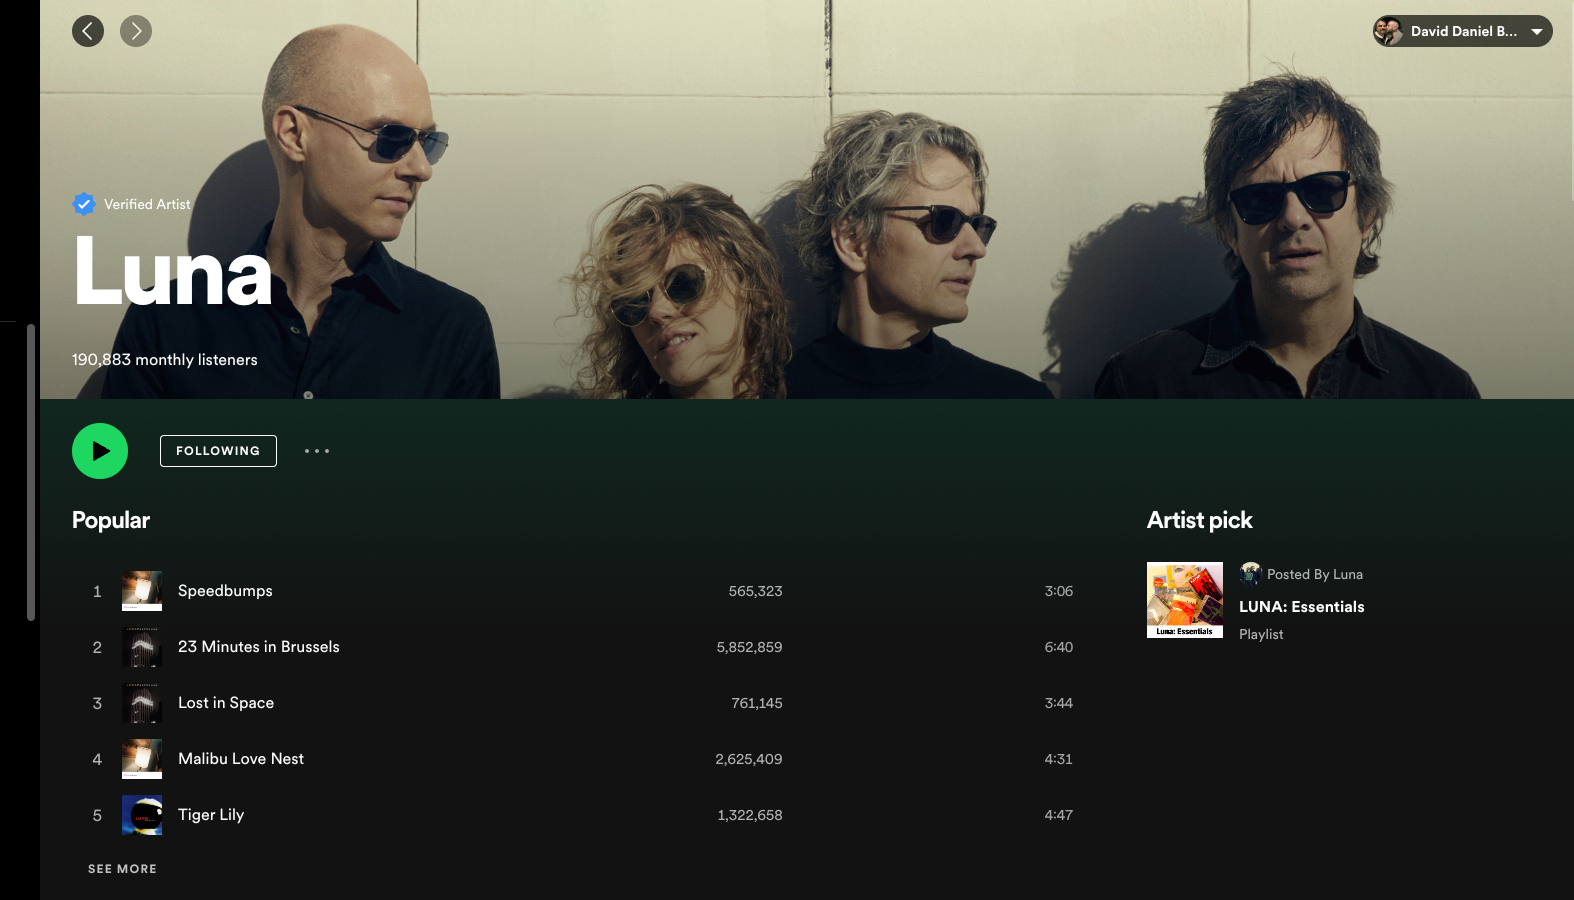 David Daniel B...
Verified Artist
Luna
190,883 monthly listeners
FOLLOWING
Popular
Artist pick
1 Speedbumps 565,323 3:06
2 23 Minutes in Brussels 5,852,859 6:40
3 Lost in Space 761,145 3:44
4 Malibu Love Nest 2,625,409 4:31
5 Tiger Lily 1,322,658 4:47
SEE MORE
Posted By Luna
LUNA: Essentials
Playlist
Luna: Essentials